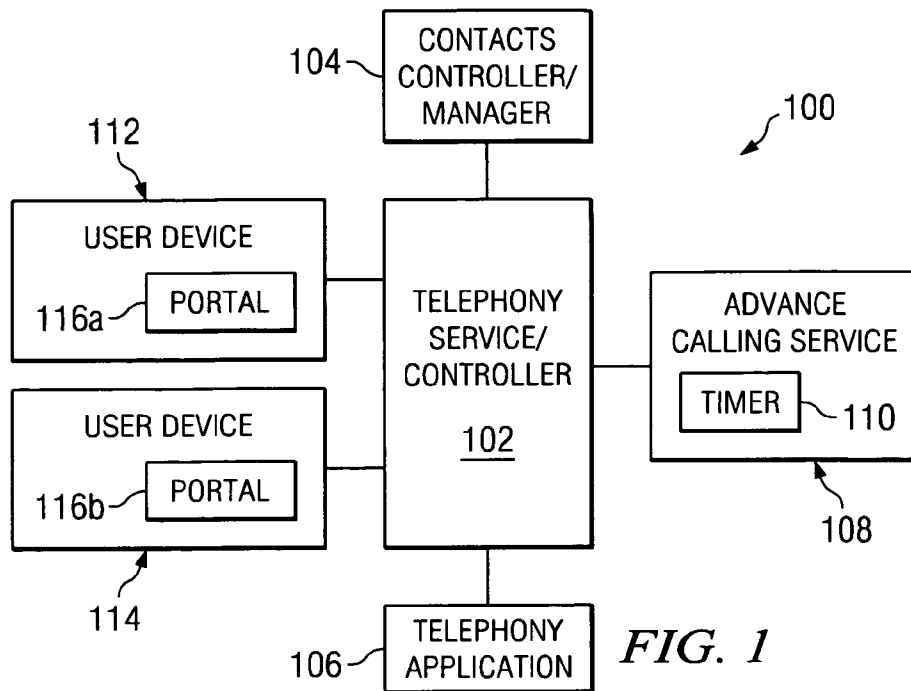 104
CONTACTS
CONTROLLER/
MANAGER
100
112
USER DEVICE
116a
PORTAL
TELEPHONY
SERVICE/
CONTROLLER
102
ADVANCE
CALLING SERVICE
TIMER
110
108
USER DEVICE
116b
PORTAL
114
106
TELEPHONY
APPLICATION
FIG. 1